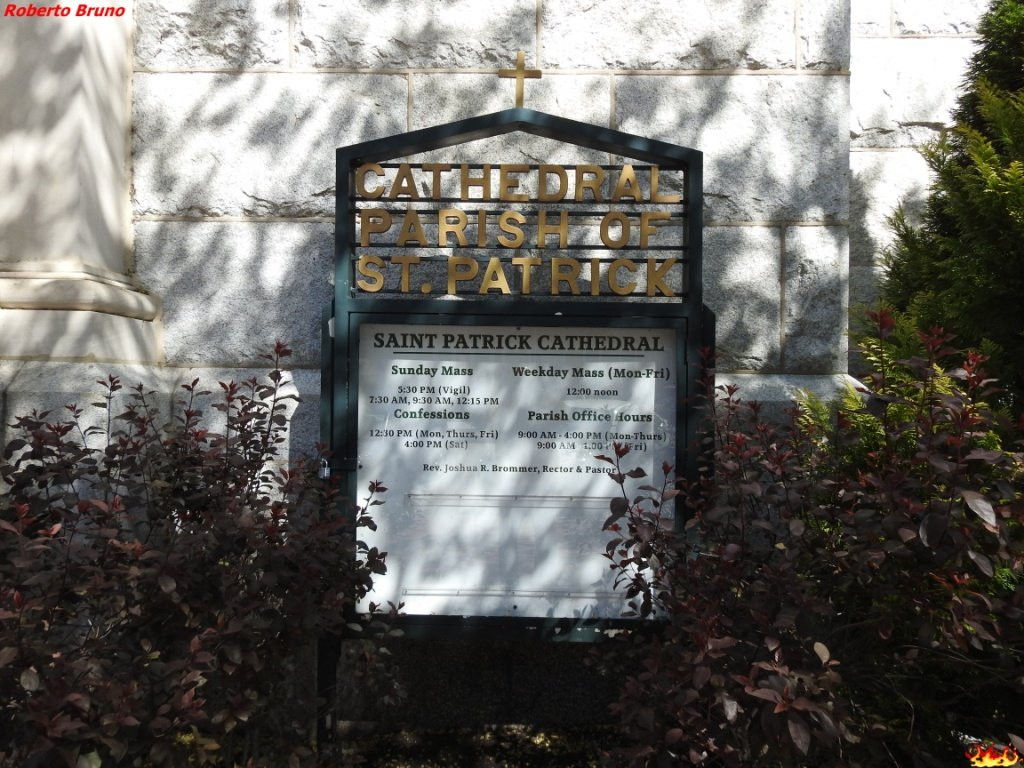 Roberto Bruno
CATHEDRAL
PARISH OF
ST. PATRICK
SAINT PATRICK CATHEDRAL
Sunday Mass
5:30 PM (Vigil)
7:30 AM, 9:30 AM, 12:15 PM
Weekday Mass (Mon-Fri)
12:00 noon
Confessions
12:30 PM (Mon, Thurs, Fri)
4:00 PM (Sat)
Parish Office Hours
9:00 AM - 4:00 PM (Mon-Thurs)
9:00 AM
Rev. Joshua R. Brommer, Rector & Pastor